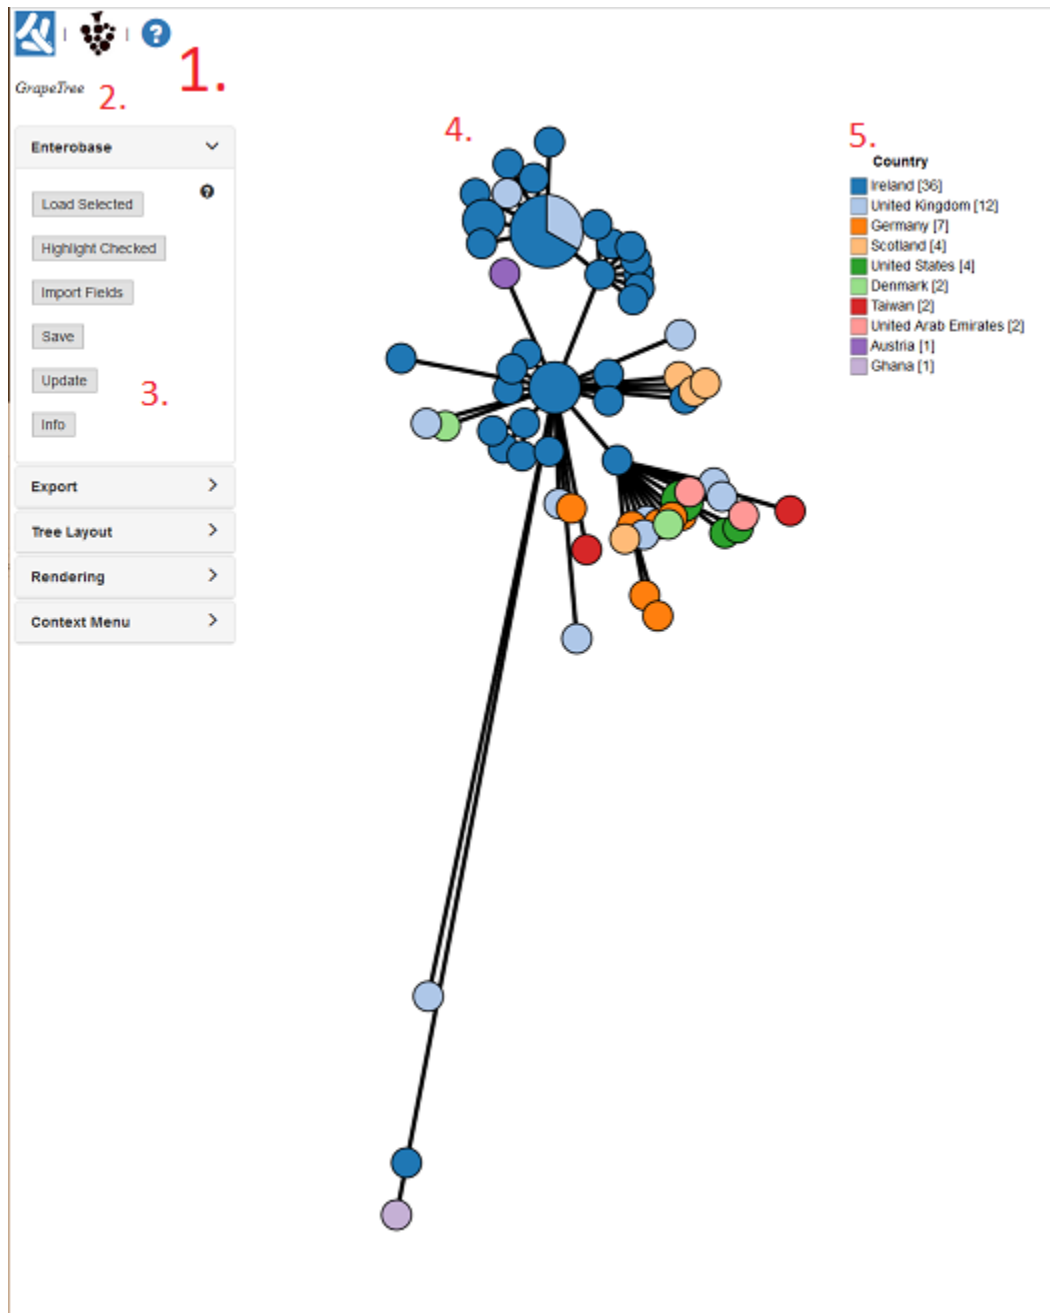 | | ?
1.
GrapeTree
2.
Enterobase
?
Load Selected
Highlight Checked
Import Fields
Save
Update
3.
Info
Export
Tree Layout
Rendering
Context Menu
4.
5.
Country
Ireland [36]
United Kingdom [12]
Germany [7]
Scotland [4]
United States [4]
Denmark [2]
Taiwan [2]
United Arab Emirates [2]
Austria [1]
Ghana [1]